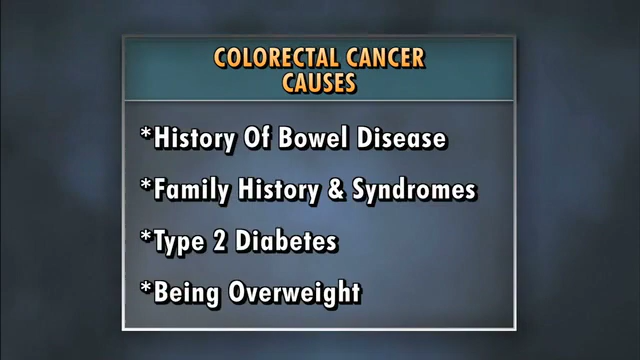 COLORECTAL CANCER
CAUSES
*History Of Bowel Disease
*Family History & Syndromes
*Type 2 Diabetes
*Being Overweight